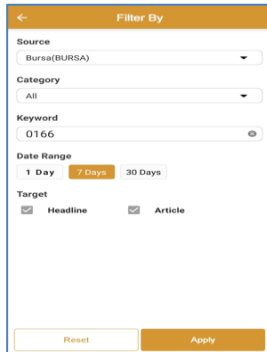 Filter By
Source
Bursa(BURSA)
Category
All
Keyword
0166
Date Range
1 Day 7 Days 30 Days
Target
Headline Article
Reset Apply